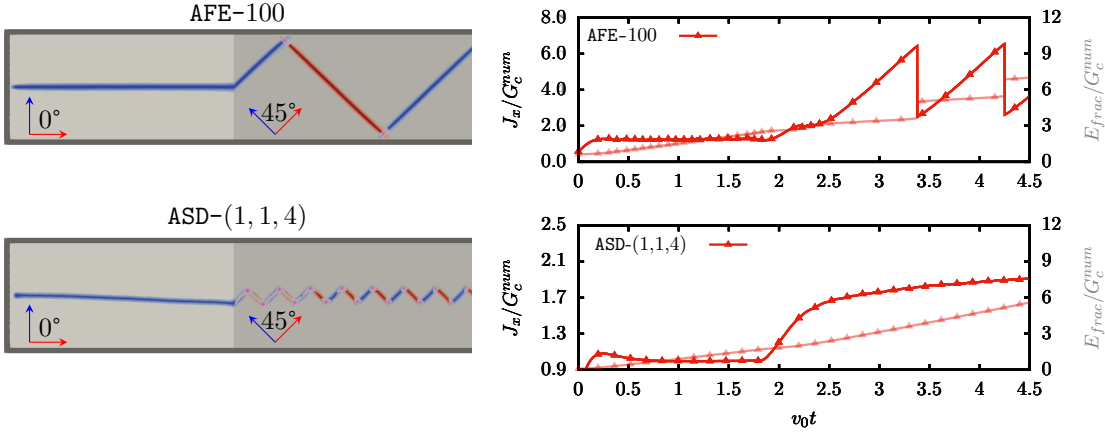 AFE-100
0°
45°
8.0
6.0
4.0
2.0
0.0
J_x/G_c^{num}
AFE-100
12
9
6
3
0
E_{frac}/G_c^{num}
0 0.5 1 1.5 2 2.5 3 3.5 4 4.5
ASD-(1, 1, 4)
0°
45°
2.5
2.1
1.7
1.3
0.9
J_x/G_c^{num}
ASD-(1,1,4)
12
9
6
3
0
E_{frac}/G_c^{num}
0 0.5 1 1.5 2 2.5 3 3.5 4 4.5
v_0t